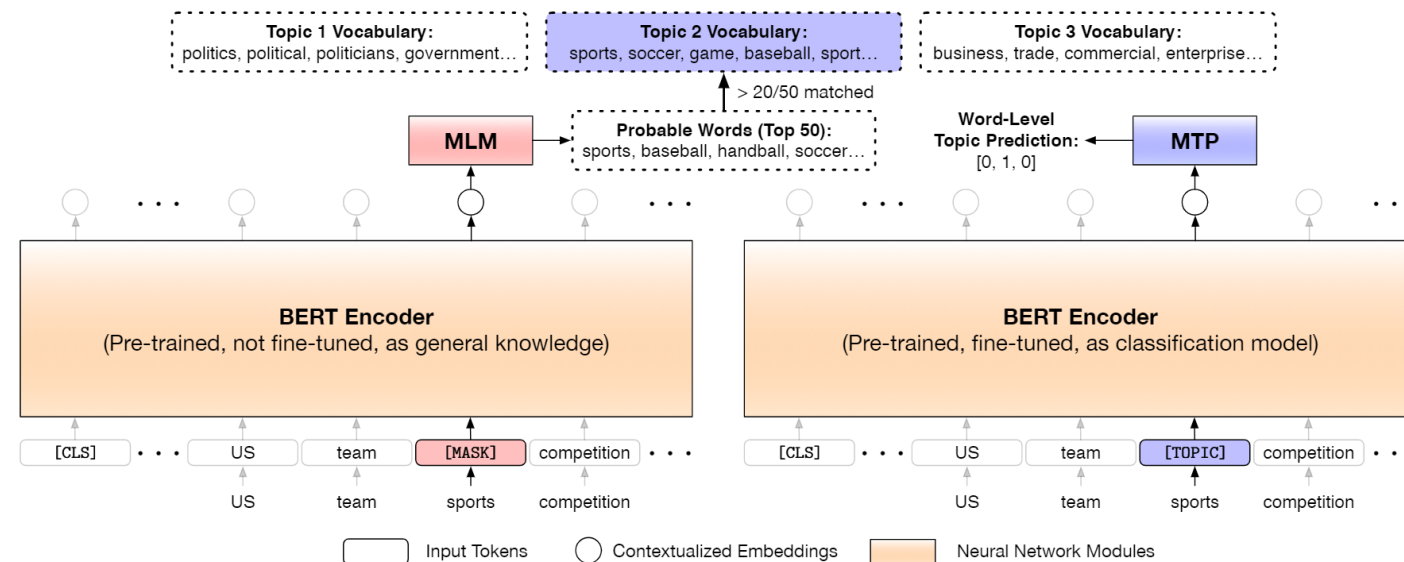 Topic 1 Vocabulary:
politics, political, politicians, government...
Topic 2 Vocabulary:
sports, soccer, game, baseball, sport...
Topic 3 Vocabulary:
business, trade, commercial, enterprise...
> 20/50 matched
MLM
Probable Words (Top 50):
sports, baseball, handball, soccer...
Word-Level
Topic Prediction:
[0, 1, 0]
MTP
BERT Encoder
(Pre-trained, not fine-tuned, as general knowledge)
BERT Encoder
(Pre-trained, fine-tuned, as classification model)
[CLS] US team [MASK] competition
US team sports competition
[CLS] US team [TOPIC] competition
US team sports competition
Input Tokens
Contextualized Embeddings
Neural Network Modules